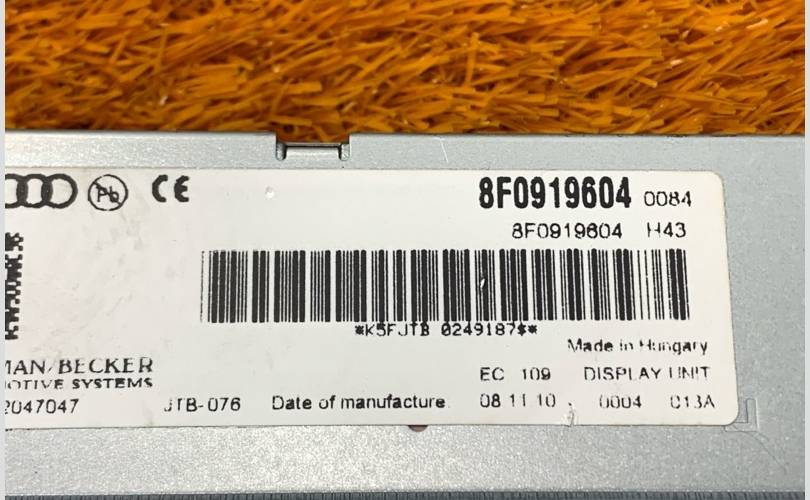 Pb CE 8F0919604 0084
8F0919604 H43
*K5FJTB 0249187$*
Made in Hungary
MAN/BECKER EC 109 DISPLAY UNIT
OTIVE SYSTEMS
2047047 JTB-076 Date of manufacture 08 11 10 0004 013A